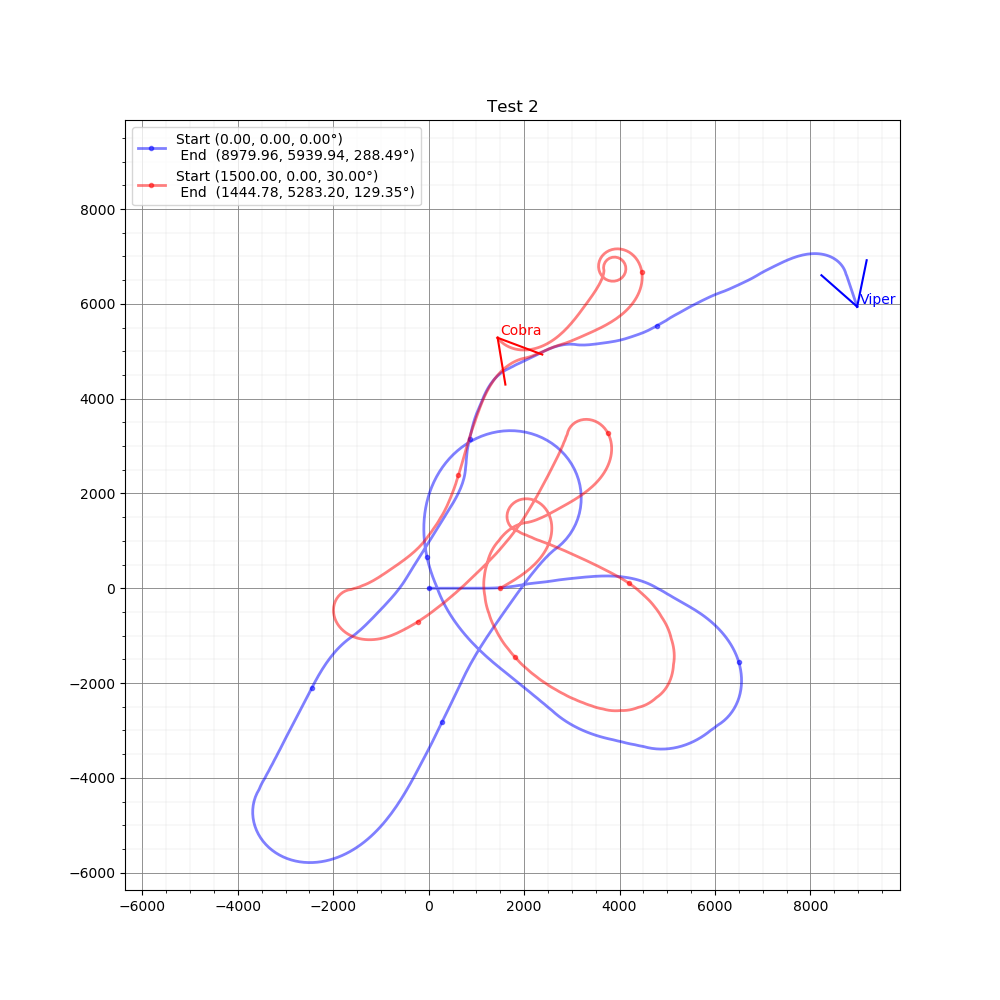 Test 2
Start (0.00, 0.00, 0.00°)
End  (8979.96, 5939.94, 288.49°)
Start (1500.00, 0.00, 30.00°)
End  (1444.78, 5283.20, 129.35°)
8000
6000
4000
2000
0
−2000
−4000
−6000
Cobra
Viper
−6000 −4000 −2000 0 2000 4000 6000 8000